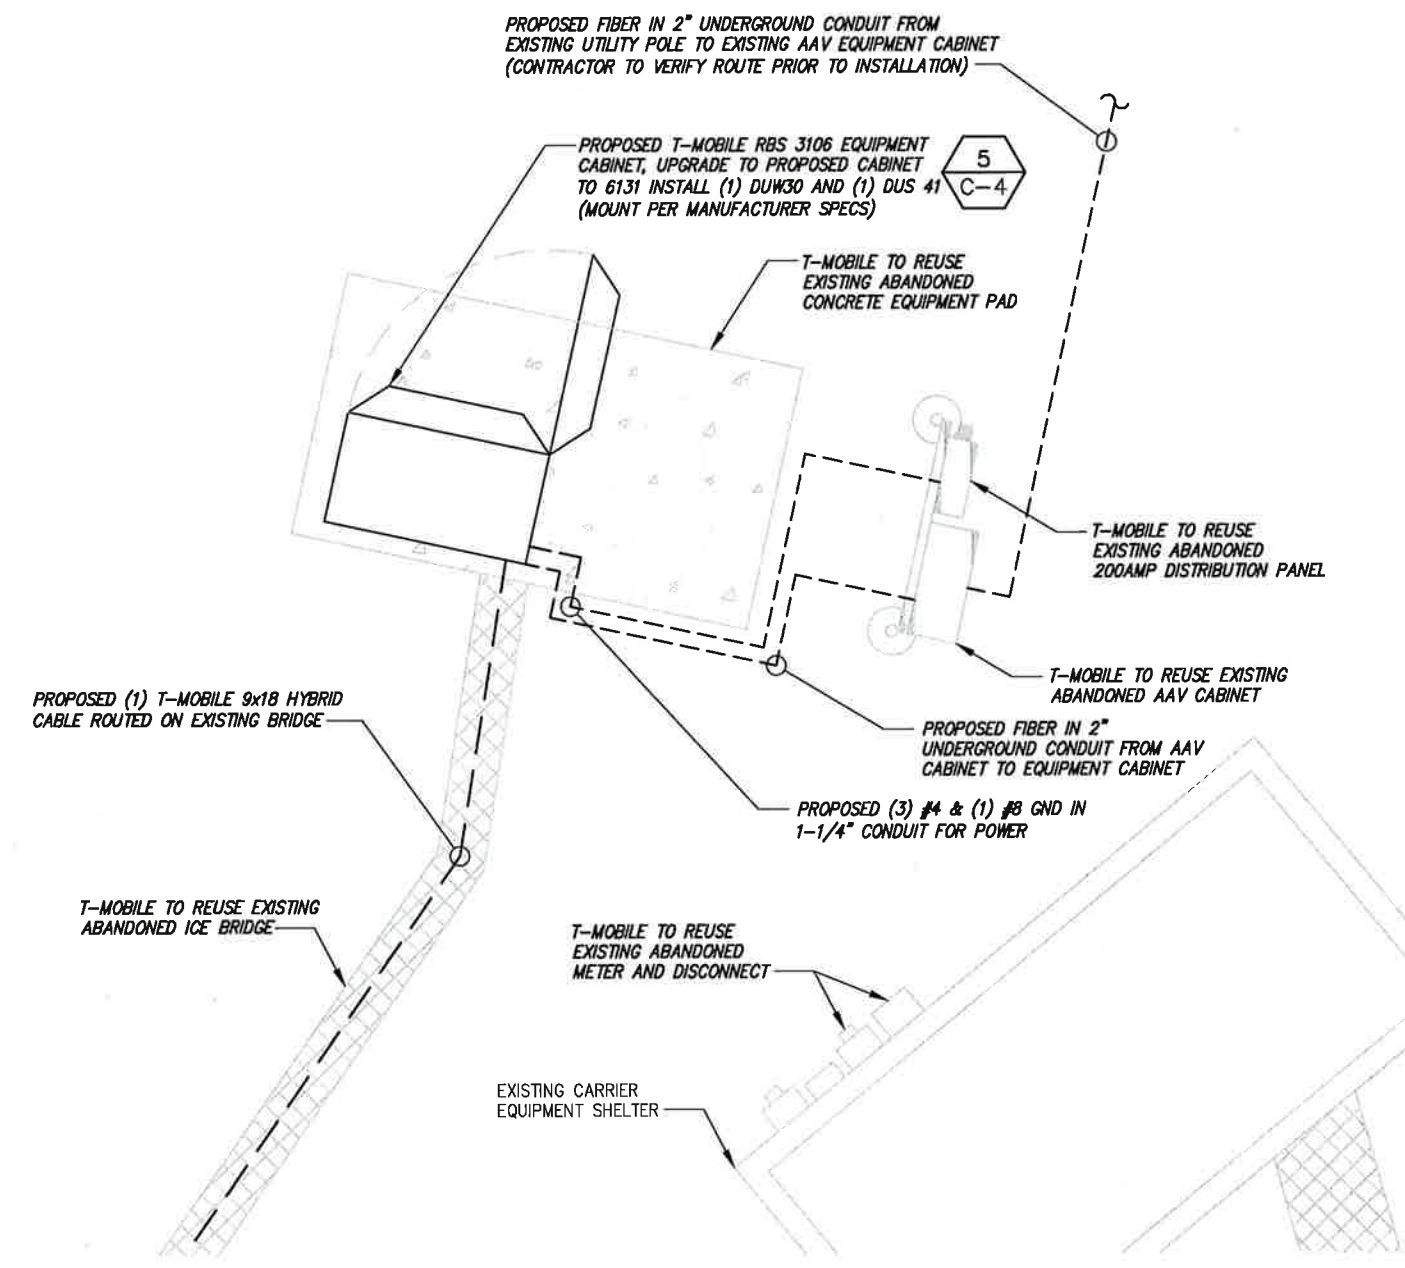 PROPOSED FIBER IN 2" UNDERGROUND CONDUIT FROM
EXISTING UTILITY POLE TO EXISTING AAV EQUIPMENT CABINET
(CONTRACTOR TO VERIFY ROUTE PRIOR TO INSTALLATION)
PROPOSED T-MOBILE RBS 3106 EQUIPMENT
CABINET, UPGRADE TO PROPOSED CABINET
TO 6131 INSTALL (1) DUW30 AND (1) DUS 41
(MOUNT PER MANUFACTURER SPECS)
5
C-4
T-MOBILE TO REUSE
EXISTING ABANDONED
CONCRETE EQUIPMENT PAD
T-MOBILE TO REUSE
EXISTING ABANDONED
200AMP DISTRIBUTION PANEL
T-MOBILE TO REUSE EXISTING
ABANDONED AAV CABINET
PROPOSED (1) T-MOBILE 9x18 HYBRID
CABLE ROUTED ON EXISTING BRIDGE
PROPOSED FIBER IN 2"
UNDERGROUND CONDUIT FROM AAV
CABINET TO EQUIPMENT CABINET
PROPOSED (3) #4 & (1) #8 GND IN
1-1/4" CONDUIT FOR POWER
T-MOBILE TO REUSE EXISTING
ABANDONED ICE BRIDGE
T-MOBILE TO REUSE
EXISTING ABANDONED
METER AND DISCONNECT
EXISTING CARRIER
EQUIPMENT SHELTER